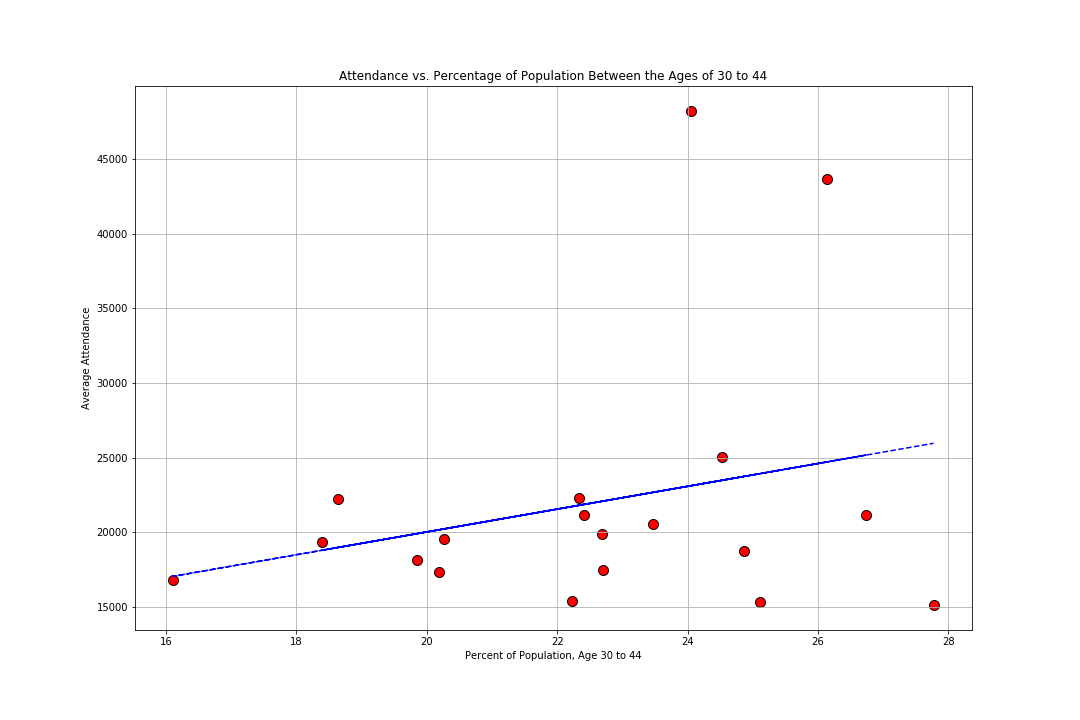 Attendance vs. Percentage of Population Between the Ages of 30 to 44
Average Attendance
45000
40000
35000
30000
25000
20000
15000
16 18 20 22 24 26 28
Percent of Population, Age 30 to 44